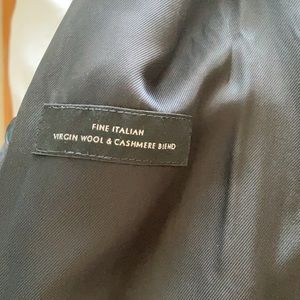 FINE ITALIAN
VIRGIN WOOL & CASHMERE BLEND